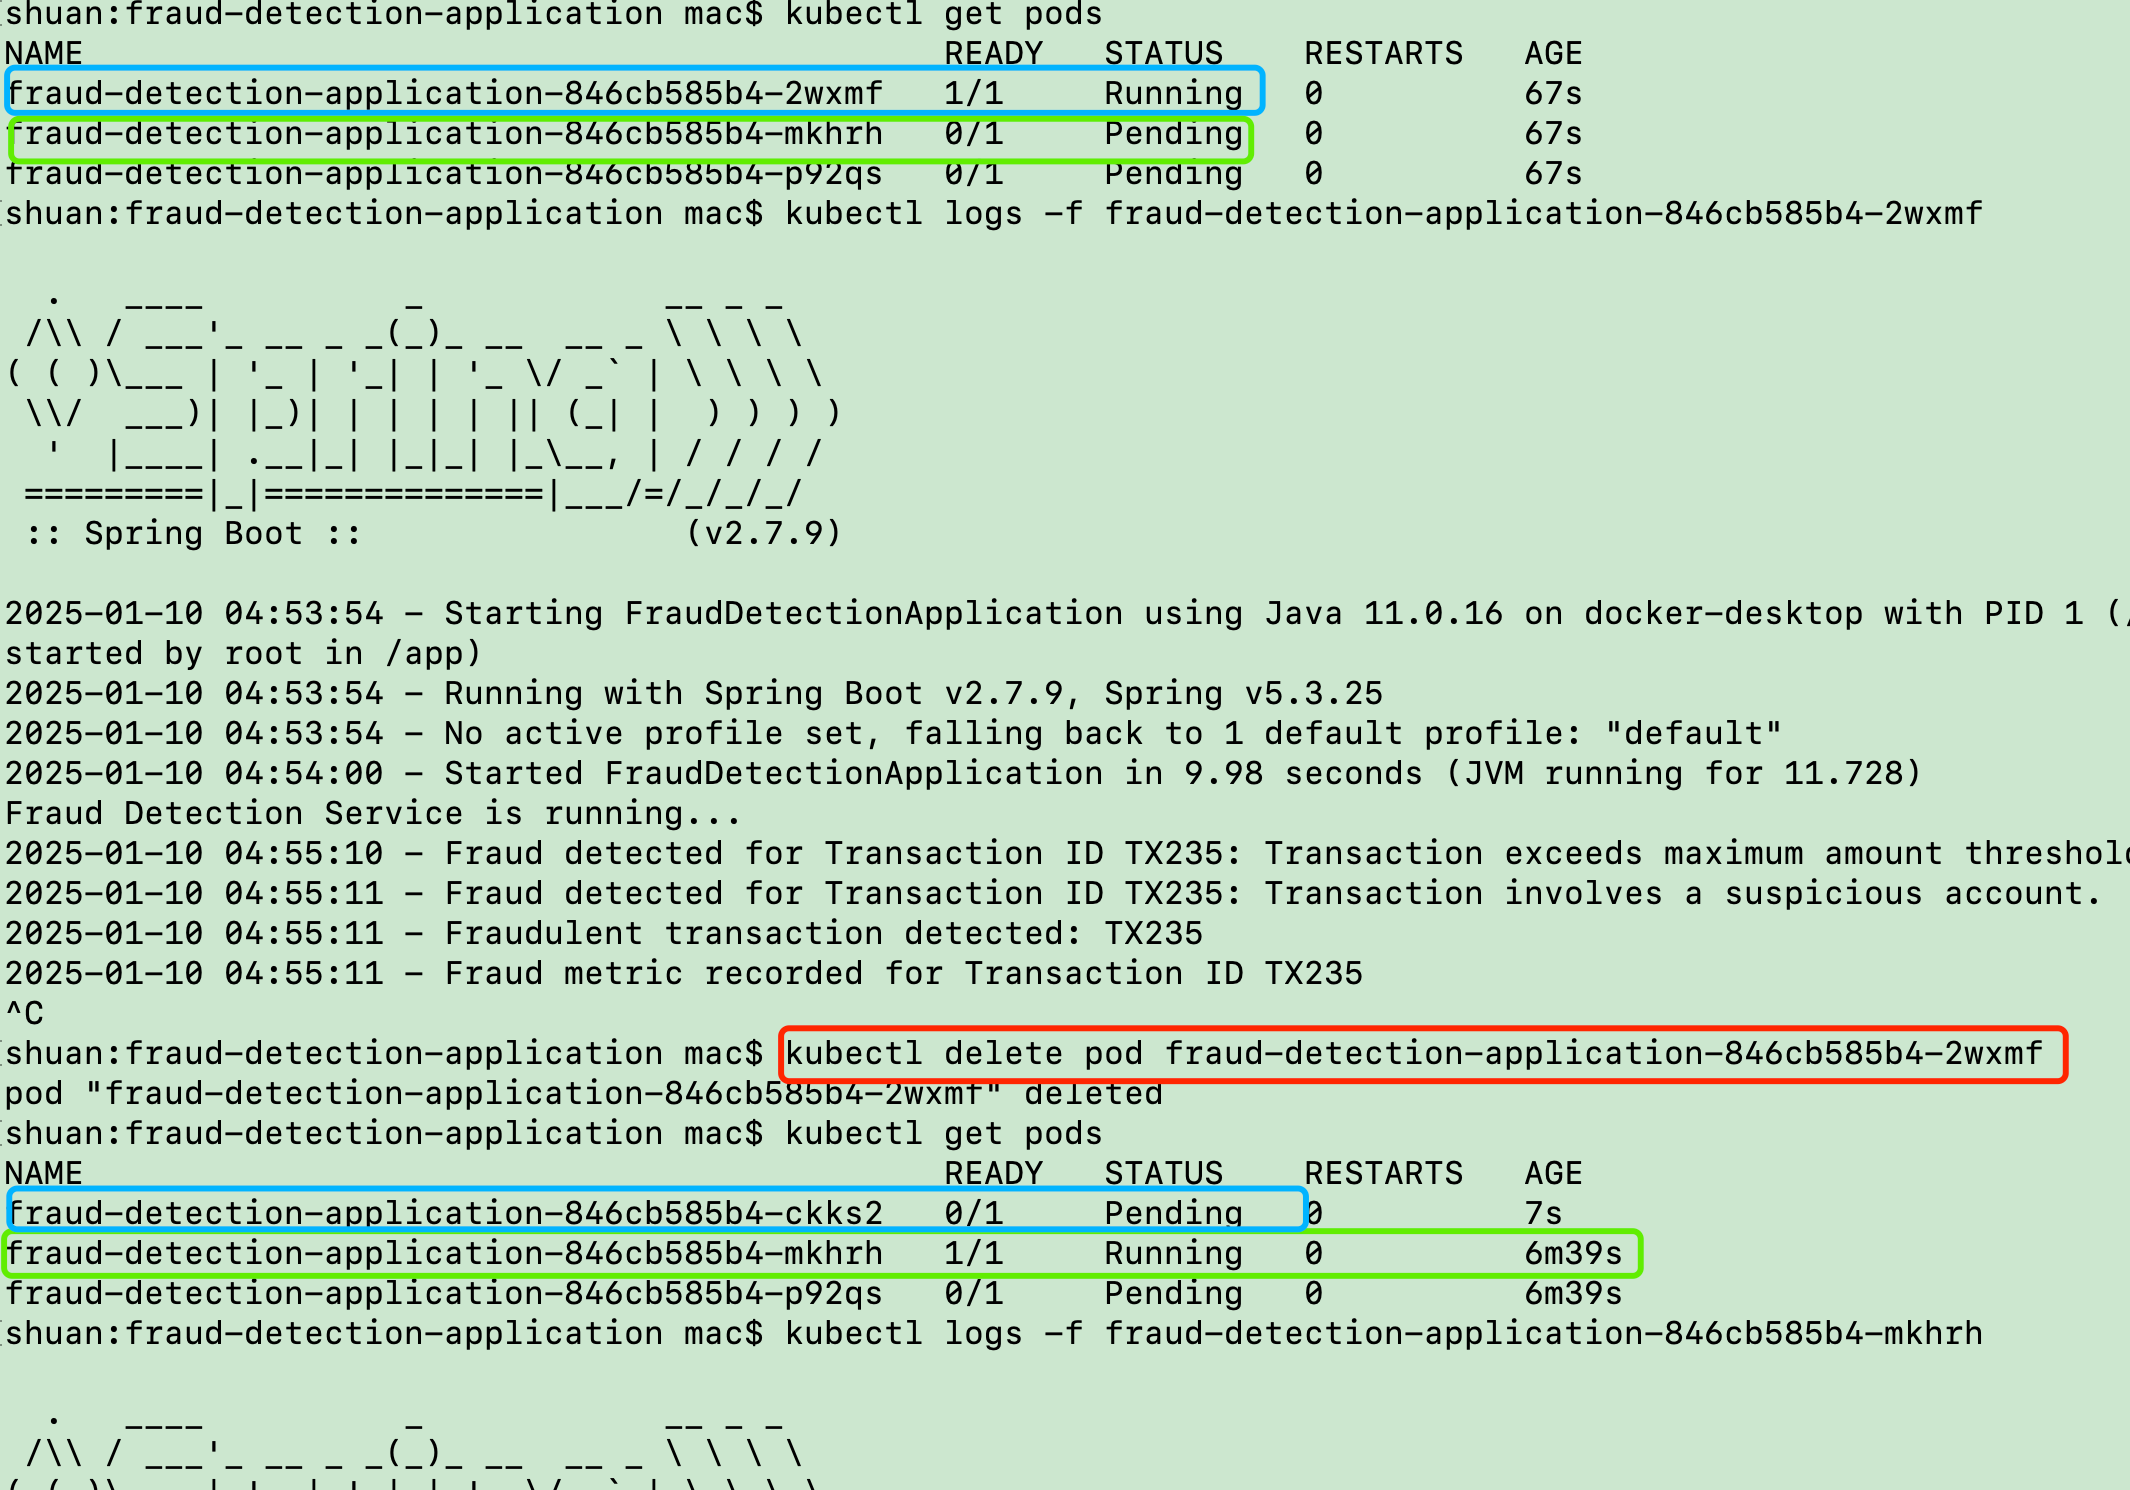 shuan:fraud-detection-application mac$ kubectl get pods
NAME                                           READY   STATUS    RESTARTS   AGE
fraud-detection-application-846cb585b4-2wxmf   1/1     Running   0          67s
fraud-detection-application-846cb585b4-mkhrh   0/1     Pending   0          67s
fraud-detection-application-846cb585b4-p92qs   0/1     Pending   0          67s
shuan:fraud-detection-application mac$ kubectl logs -f fraud-detection-application-846cb585b4-2wxmf
  .   ____          _            __ _ _
 /\\ / ___'_ __ _ _(_)_ __  __ _ \ \ \ \
( ( )\___ | '_ | '_| | '_ \/ _` | \ \ \ \
 \\/  ___)| |_)| | | | | || (_| |  ) ) ) )
  '  |____| .__|_| |_|_| |_\__, | / / / /
 =========|_|==============|___/=/_/_/_/
 :: Spring Boot ::                (v2.7.9)
2025-01-10 04:53:54 - Starting FraudDetectionApplication using Java 11.0.16 on docker-desktop with PID 1 (/
started by root in /app)
2025-01-10 04:53:54 - Running with Spring Boot v2.7.9, Spring v5.3.25
2025-01-10 04:53:54 - No active profile set, falling back to 1 default profile: "default"
2025-01-10 04:54:00 - Started FraudDetectionApplication in 9.98 seconds (JVM running for 11.728)
Fraud Detection Service is running...
2025-01-10 04:55:10 - Fraud detected for Transaction ID TX235: Transaction exceeds maximum amount threshold
2025-01-10 04:55:11 - Fraud detected for Transaction ID TX235: Transaction involves a suspicious account.
2025-01-10 04:55:11 - Fraudulent transaction detected: TX235
2025-01-10 04:55:11 - Fraud metric recorded for Transaction ID TX235
^C
shuan:fraud-detection-application mac$ kubectl delete pod fraud-detection-application-846cb585b4-2wxmf
pod "fraud-detection-application-846cb585b4-2wxmf" deleted
shuan:fraud-detection-application mac$ kubectl get pods
NAME                                           READY   STATUS    RESTARTS   AGE
fraud-detection-application-846cb585b4-ckks2   0/1     Pending   0          7s
fraud-detection-application-846cb585b4-mkhrh   1/1     Running   0          6m39s
fraud-detection-application-846cb585b4-p92qs   0/1     Pending   0          6m39s
shuan:fraud-detection-application mac$ kubectl logs -f fraud-detection-application-846cb585b4-mkhrh
  .   ____          _            __ _ _
 /\\ / ___'_ __ _ _(_)_ __  __ _ \ \ \ \